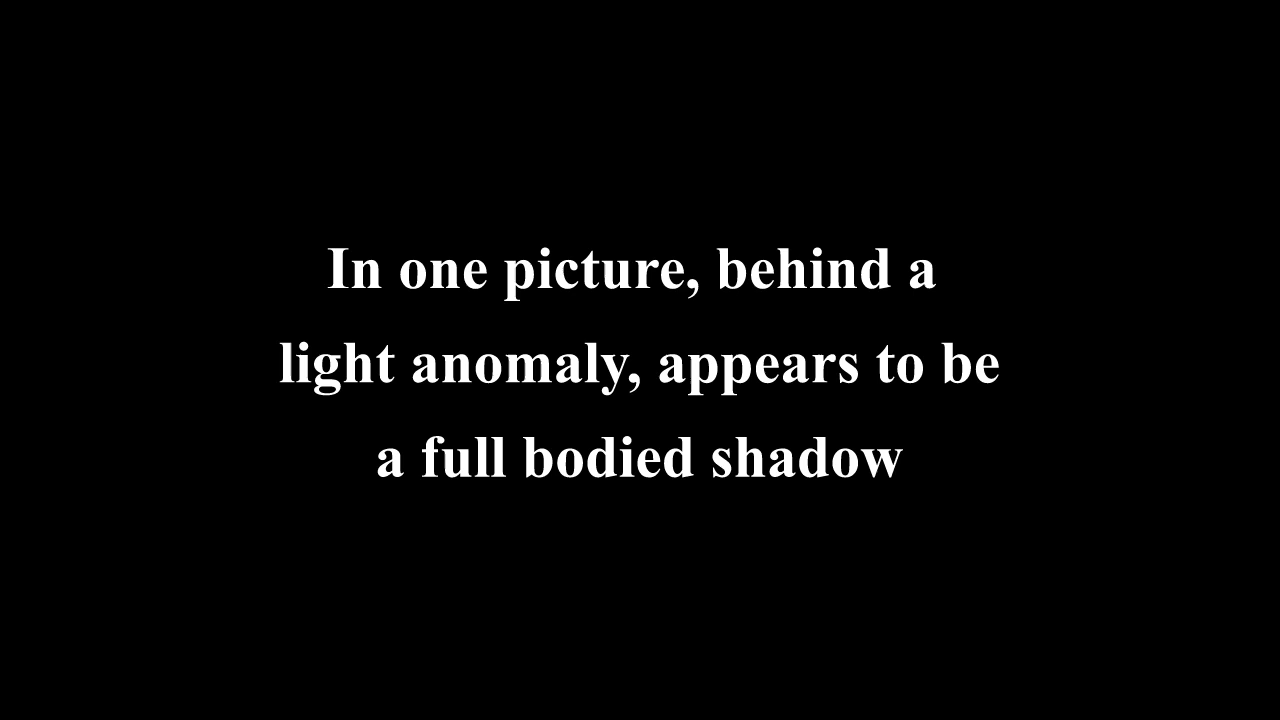 In one picture, behind a
light anomaly, appears to be
a full bodied shadow